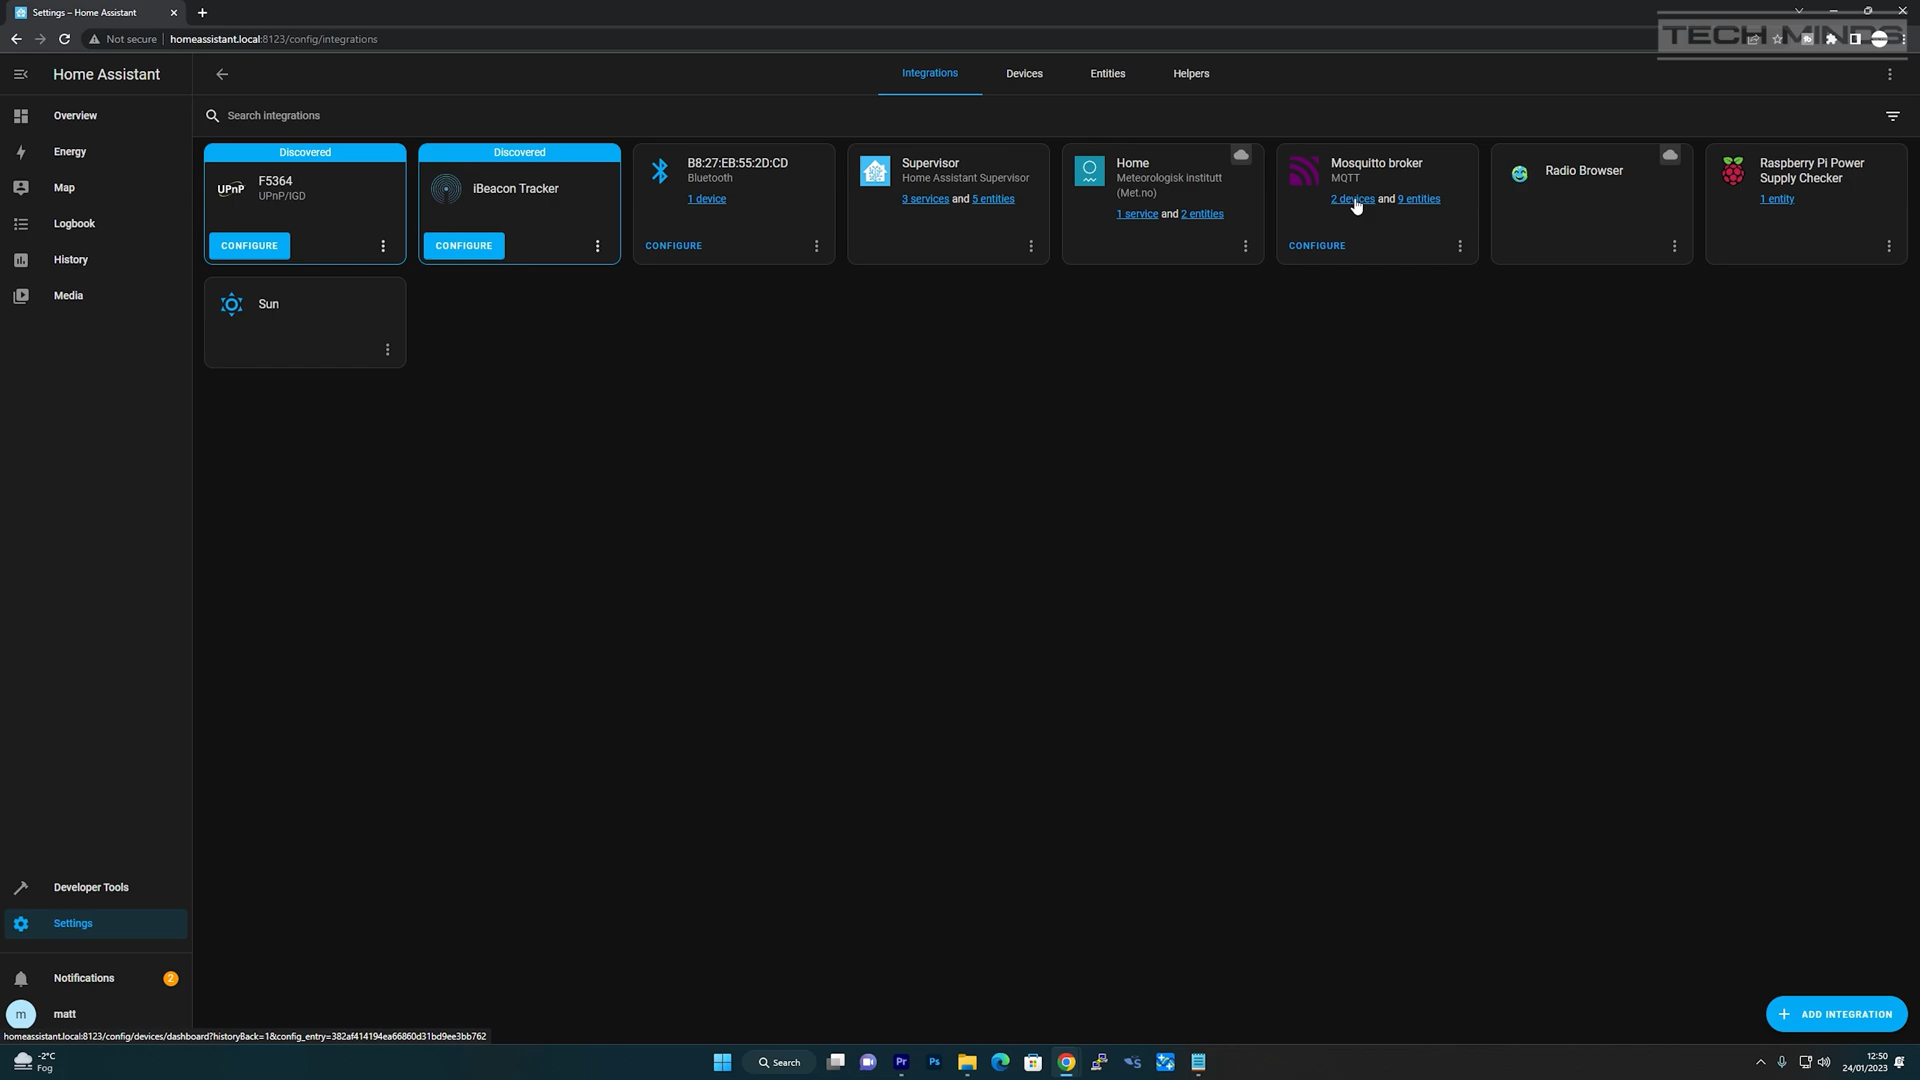 Settings – Home Assistant
Not secure
homeassistant.local:8123/config/integrations
TECH MINDS
Home Assistant
Integrations
Devices
Entities
Helpers
Overview
Energy
Map
Logbook
History
Media
Search integrations
Discovered
UPnP
F5364
UPnP/IGD
CONFIGURE
Discovered
iBeacon Tracker
CONFIGURE
B8:27:EB:55:2D:CD
Bluetooth
1 device
CONFIGURE
Supervisor
Home Assistant Supervisor
3 services and 5 entities
Home
Meteorologisk institutt
(Met.no)
1 service and 2 entities
Mosquitto broker
MQTT
2 devices and 9 entities
CONFIGURE
Radio Browser
Raspberry Pi Power
Supply Checker
1 entity
Sun
Developer Tools
Settings
Notifications
2
m
matt
ADD INTEGRATION
homeassistant.local:8123/config/devices/dashboard?historyBack=1&config_entry=382af414194ea66860d31bd9ee3bb762
-2°C
Fog
Search
Pr
Ps
12:50
24/01/2023